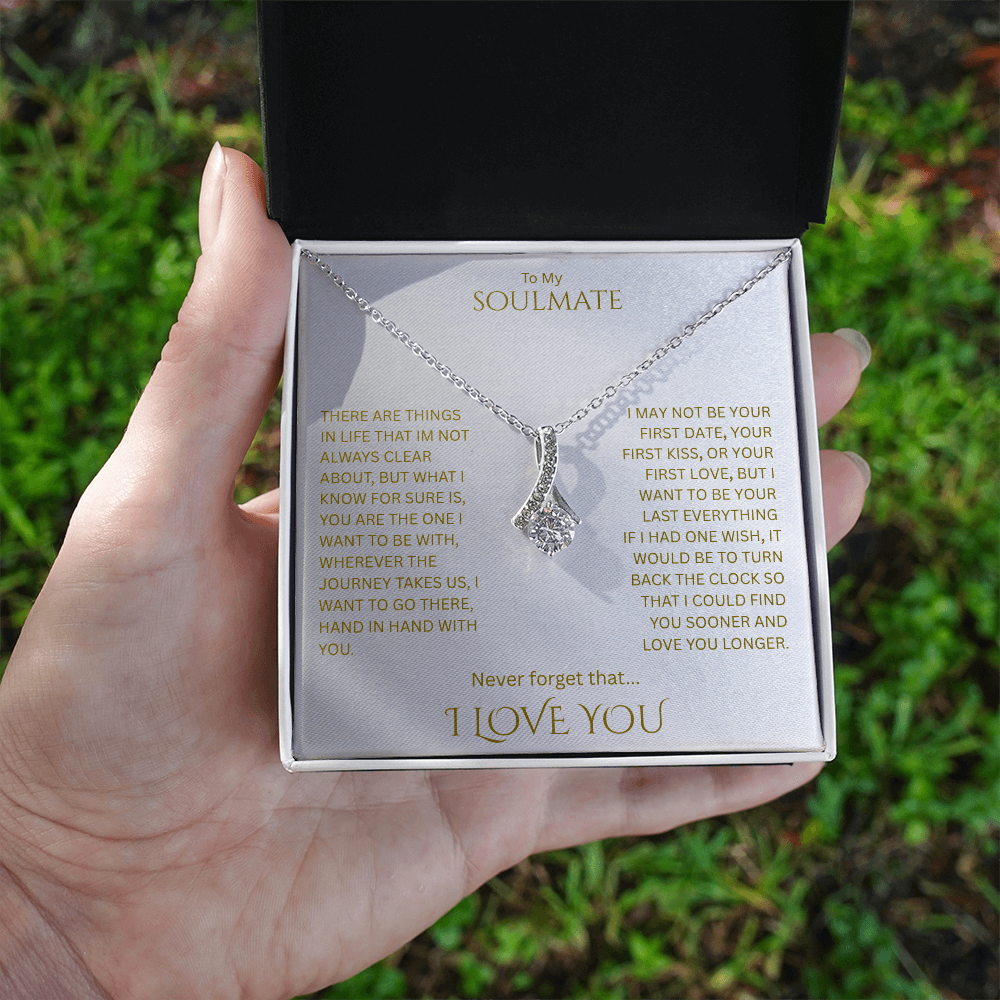 To My
SOULMATE
THERE ARE THINGS
IN LIFE THAT IM NOT
ALWAYS CLEAR
ABOUT, BUT WHAT I
KNOW FOR SURE IS,
YOU ARE THE ONE I
WANT TO BE WITH,
WHEREVER THE
JOURNEY TAKES US, I
WANT TO GO THERE,
HAND IN HAND WITH
YOU.
I MAY NOT BE YOUR
FIRST DATE, YOUR
FIRST KISS, OR YOUR
FIRST LOVE, BUT I
WANT TO BE YOUR
LAST EVERYTHING
IF I HAD ONE WISH, IT
WOULD BE TO TURN
BACK THE CLOCK SO
THAT I COULD FIND
YOU SOONER AND
LOVE YOU LONGER.
Never forget that...
I LOVE YOU